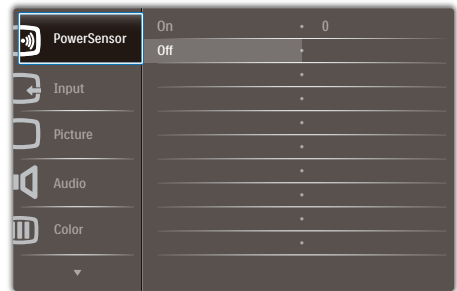 PowerSensor
Input
Picture
Audio
Color
On • 0
Off •
•
•
•
•
•
•
•
•